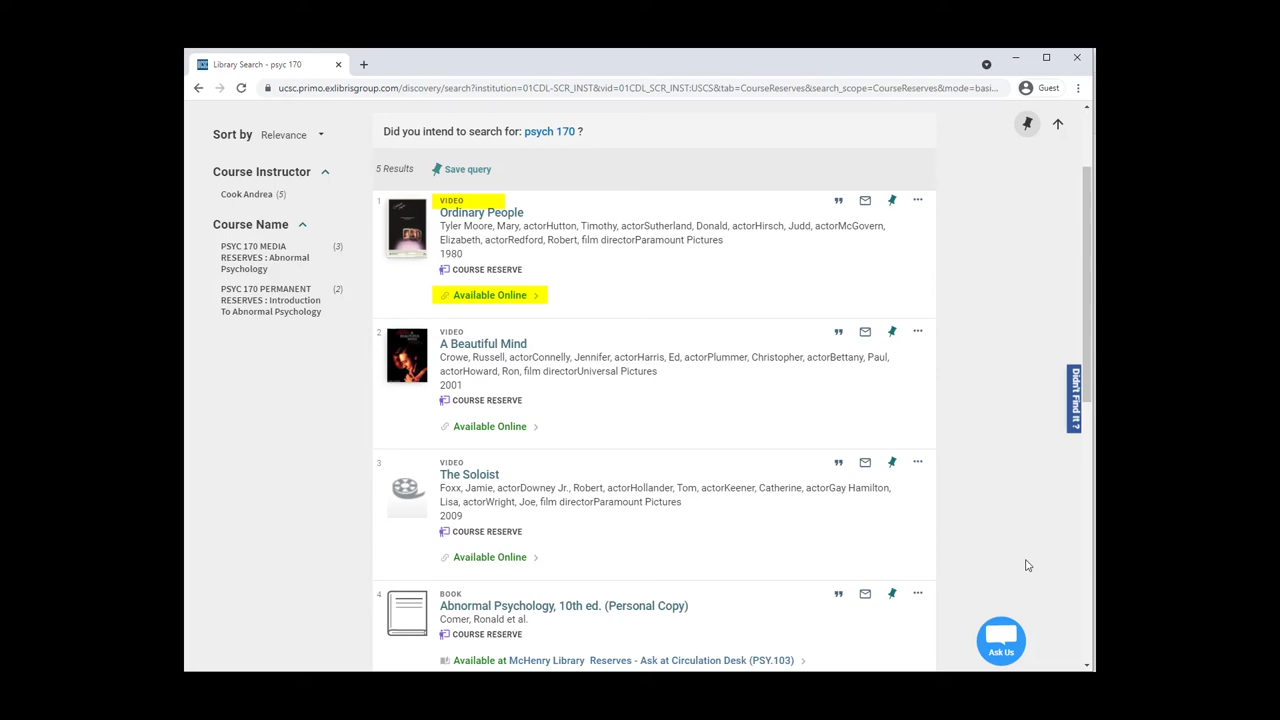 Library Search - psyc 170
ucsc.primo.exlibrisgroup.com/discovery/search?institution=01CDL-SCR_INST&vid=01CDL_SCR_INST:USCS&tab=CourseReserves&search_scope=CourseReserves&mode=basi...
Guest
Sort by Relevance
Course Instructor
Cook Andrea (5)
Course Name
PSYC 170 MEDIA (3)
RESERVES : Abnormal
Psychology
PSYC 170 PERMANENT (2)
RESERVES : Introduction
To Abnormal Psychology
Did you intend to search for: psych 170 ?
5 Results Save query
1 VIDEO
Ordinary People
Tyler Moore, Mary, actorHutton, Timothy, actorSutherland, Donald, actorHirsch, Judd, actorMcGovern,
Elizabeth, actorRedford, Robert, film directorParamount Pictures
1980
COURSE RESERVE
Available Online
2 VIDEO
A Beautiful Mind
Crowe, Russell, actorConnelly, Jennifer, actorHarris, Ed, actorPlummer, Christopher, actorBettany, Paul,
actorHoward, Ron, film directorUniversal Pictures
2001
COURSE RESERVE
Available Online
3 VIDEO
The Soloist
Foxx, Jamie, actorDowney Jr., Robert, actorHollander, Tom, actorKeener, Catherine, actorGay Hamilton,
Lisa, actorWright, Joe, film directorParamount Pictures
2009
COURSE RESERVE
Available Online
4 BOOK
Abnormal Psychology, 10th ed. (Personal Copy)
Comer, Ronald et al.
COURSE RESERVE
Available at McHenry Library Reserves - Ask at Circulation Desk (PSY.103)
Didn't Find It ?
Ask Us